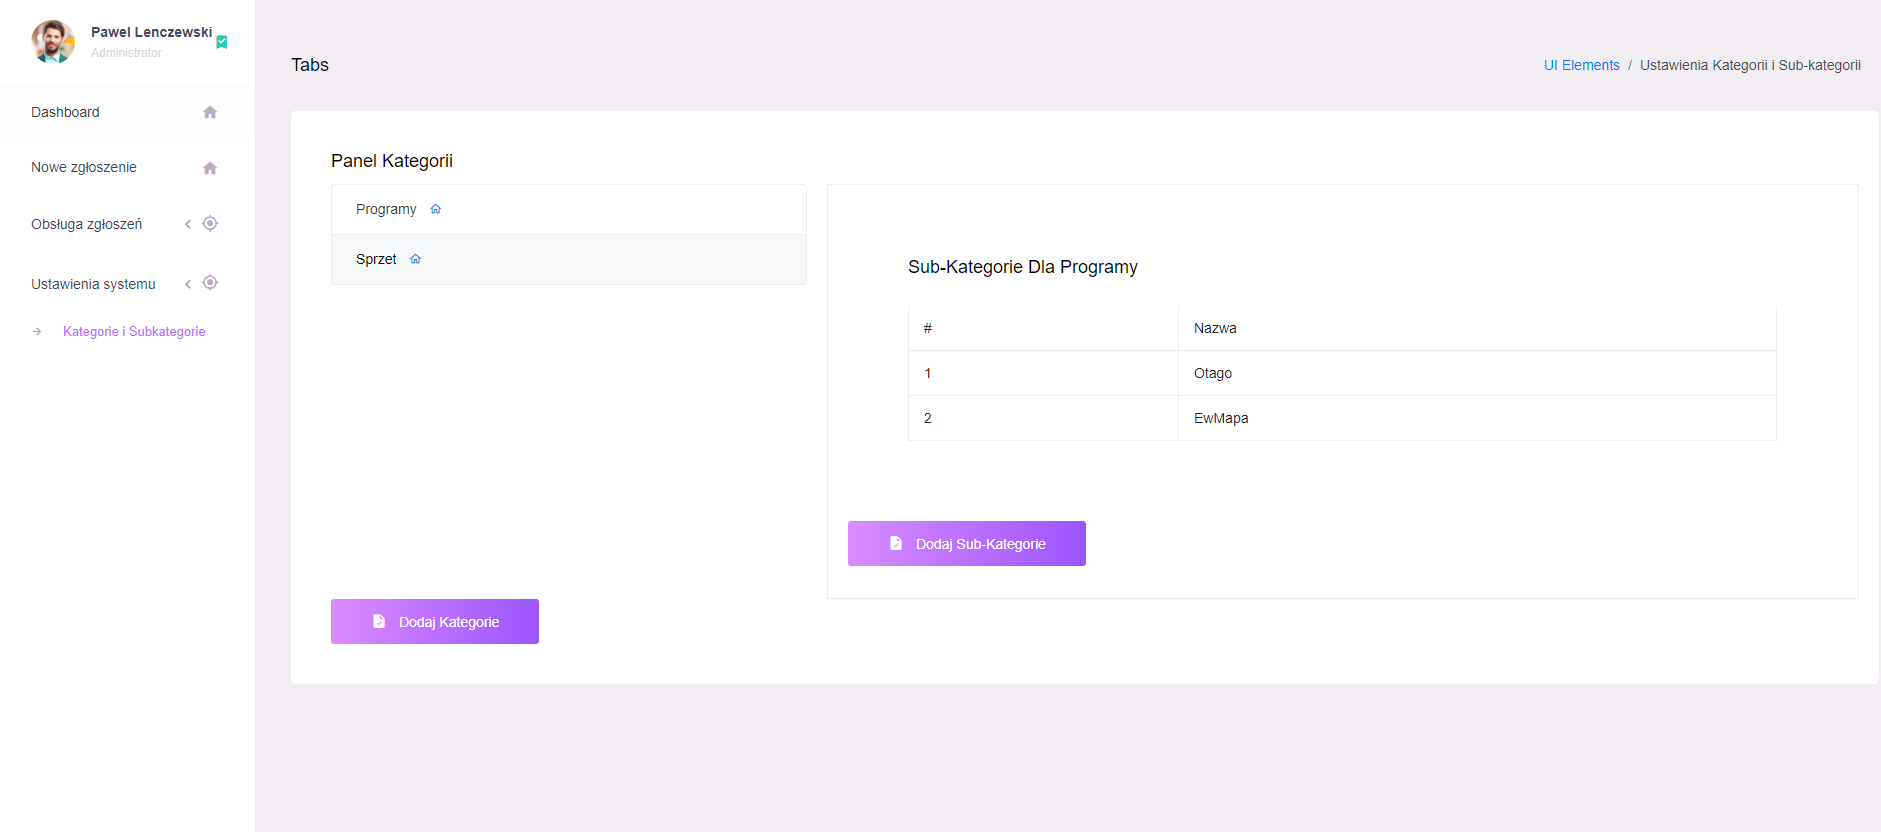 Pawel Lenczewski
Administrator
Dashboard
Nowe zgłoszenie
Obsługa zgłoszeń
Ustawienia systemu
Kategorie i Subkategorie
Tabs
UI Elements / Ustawienia Kategorii i Sub-kategorii
Panel Kategorii
Programy
Sprzet
Dodaj Kategorie
Sub-Kategorie Dla Programy
# Nazwa
1 Otago
2 EwMapa
Dodaj Sub-Kategorie